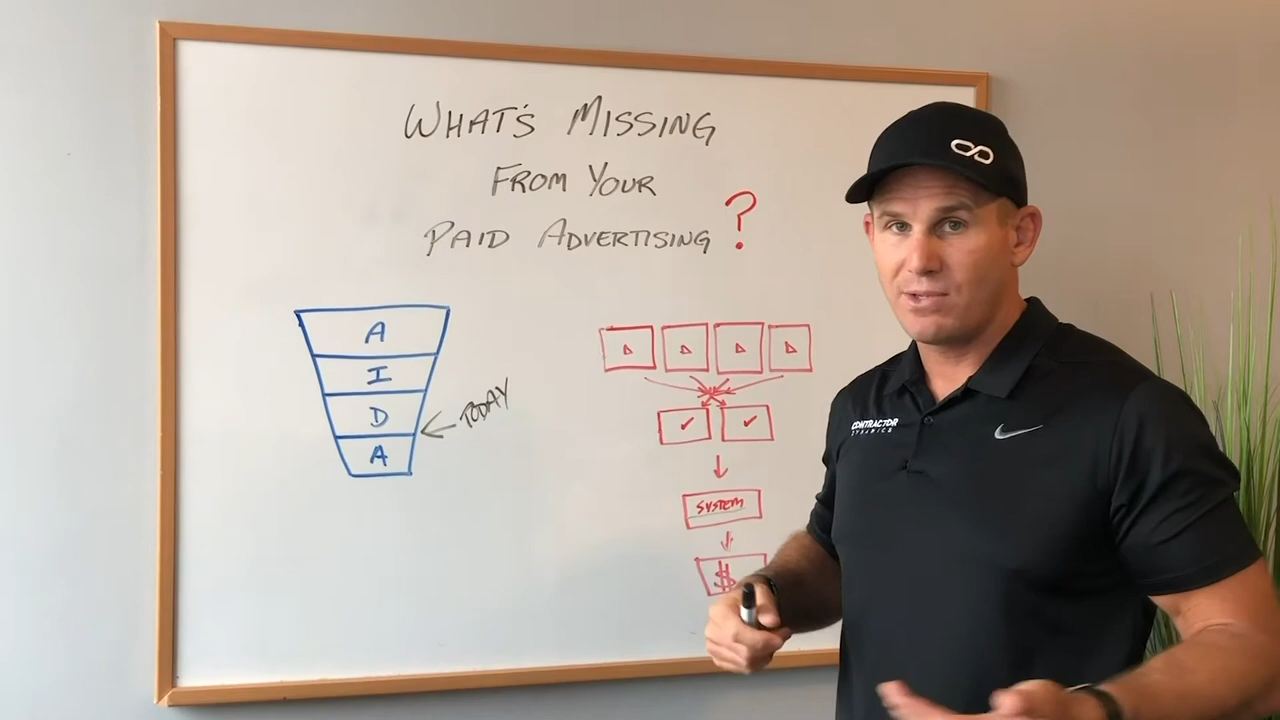 WHAT'S MISSING
FROM YOUR
PAID ADVERTISING ?
A
I
D
A
TODAY
SYSTEM
$
CONTRACTOR
DYNAMICS